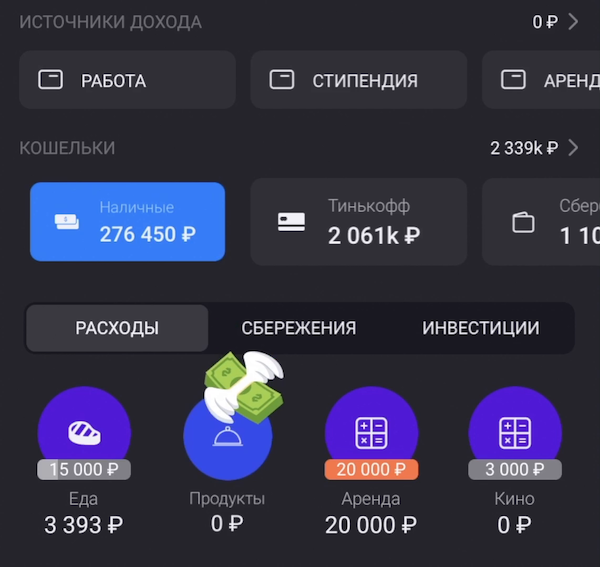 ИСТОЧНИКИ ДОХОДА 0 ₽
РАБОТА СТИПЕНДИЯ АРЕНД
КОШЕЛЬКИ 2 339k ₽
Наличные Тинькофф Сбер
276 450 ₽ 2 061k ₽ 1 10
РАСХОДЫ СБЕРЕЖЕНИЯ ИНВЕСТИЦИИ
15 000 ₽ 20 000 ₽ 3 000 ₽
Еда Продукты Аренда Кино
3 393 ₽ 0 ₽ 20 000 ₽ 0 ₽